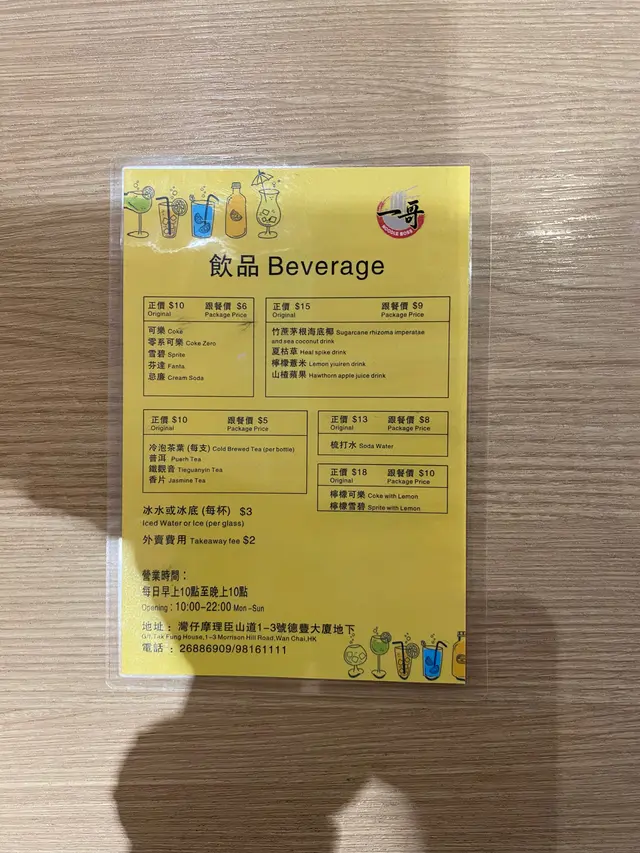 一哥
NOODLE BOSS
飲品 Beverage
正價 $10 跟餐價 $6
Original Package Price
可樂 Coke
零系可樂 Coke Zero
雪碧 Sprite
芬達 Fanta
忌廉 Cream Soda
正價 $15 跟餐價 $9
Original Package Price
竹蔗茅根海底椰 Sugarcane rhizoma imperatae
and sea coconut drink
夏枯草 Heal spike drink
檸檬薏米 Lemon yiuren drink
山楂蘋果 Hawthorn apple juice drink
正價 $10 跟餐價 $5
Original Package Price
冷泡茶葉 (每支) Cold Brewed Tea (per bottle)
普洱 Puerh Tea
鐵觀音 Tieguanyin Tea
香片 Jasmine Tea
正價 $13 跟餐價 $8
Original Package Price
梳打水 Soda Water
正價 $18 跟餐價 $10
Original Package Price
檸檬可樂 Coke with Lemon
檸檬雪碧 Sprite with Lemon
冰水或冰底 (每杯) $3
Iced Water or Ice (per glass)
外賣費用 Takeaway fee $2
營業時間：
每日早上10點至晚上10點
Opening : 10:00-22:00 Mon-Sun
地址：灣仔摩理臣山道1-3號德豐大廈地下
G/F,Tak Fung House,1-3 Morrison Hill Road,Wan Chai,HK
電話：26886909/98161111